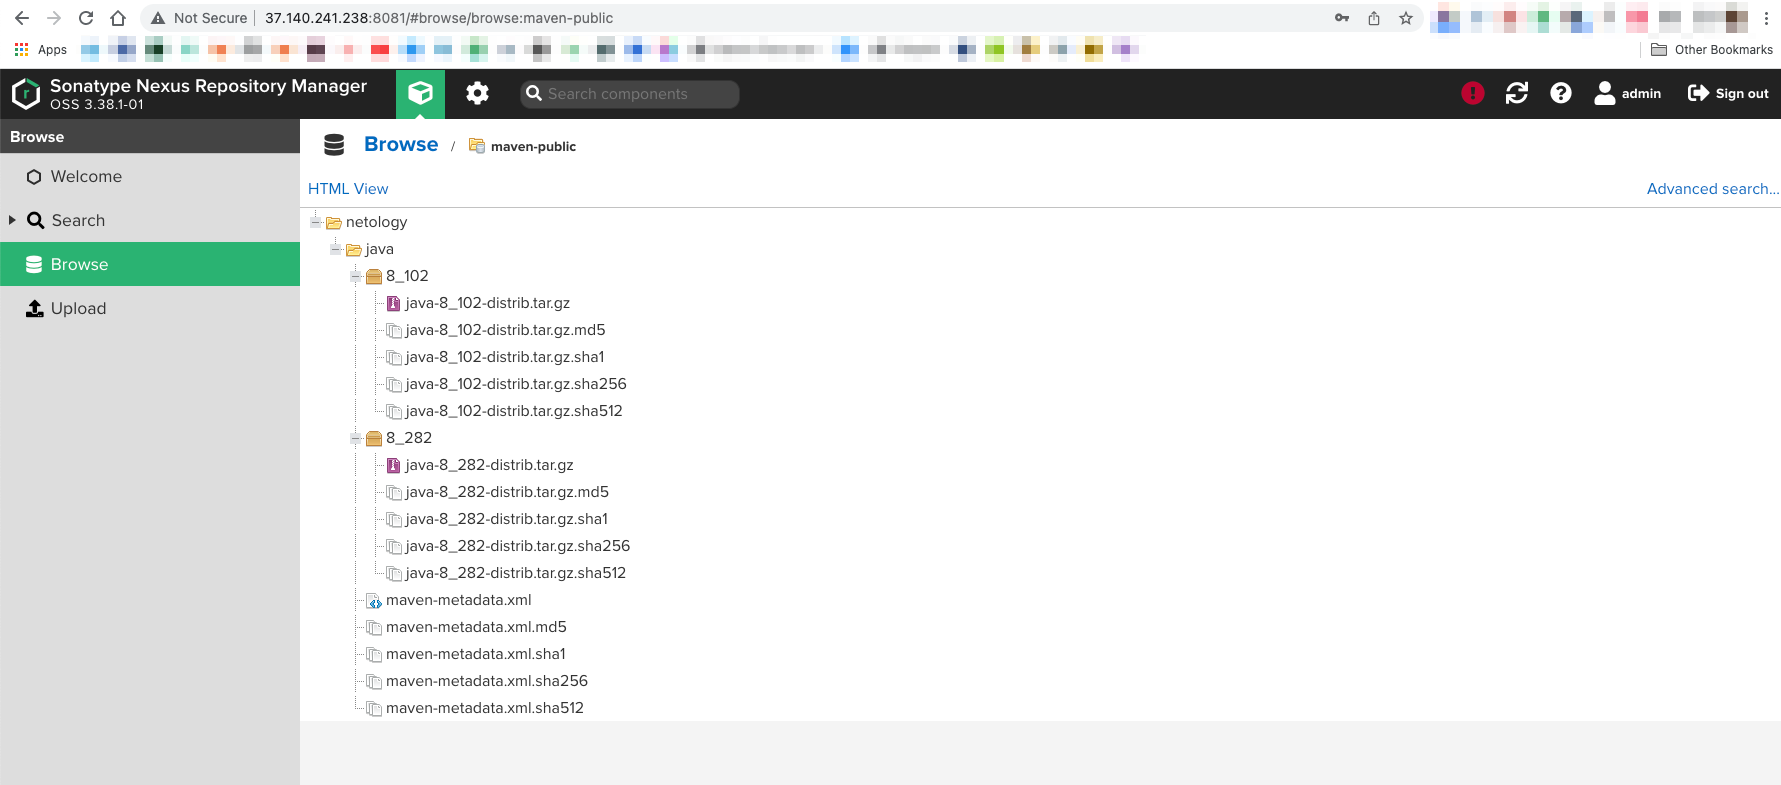 Not Secure 37.140.241.238:8081/#browse/browse:maven-public
Apps Other Bookmarks
Sonatype Nexus Repository Manager
OSS 3.38.1-01
Search components
admin Sign out
Browse
Welcome
Search
Browse
Upload
Browse / maven-public
HTML View Advanced search...
netology
java
8_102
java-8_102-distrib.tar.gz
java-8_102-distrib.tar.gz.md5
java-8_102-distrib.tar.gz.sha1
java-8_102-distrib.tar.gz.sha256
java-8_102-distrib.tar.gz.sha512
8_282
java-8_282-distrib.tar.gz
java-8_282-distrib.tar.gz.md5
java-8_282-distrib.tar.gz.sha1
java-8_282-distrib.tar.gz.sha256
java-8_282-distrib.tar.gz.sha512
maven-metadata.xml
maven-metadata.xml.md5
maven-metadata.xml.sha1
maven-metadata.xml.sha256
maven-metadata.xml.sha512